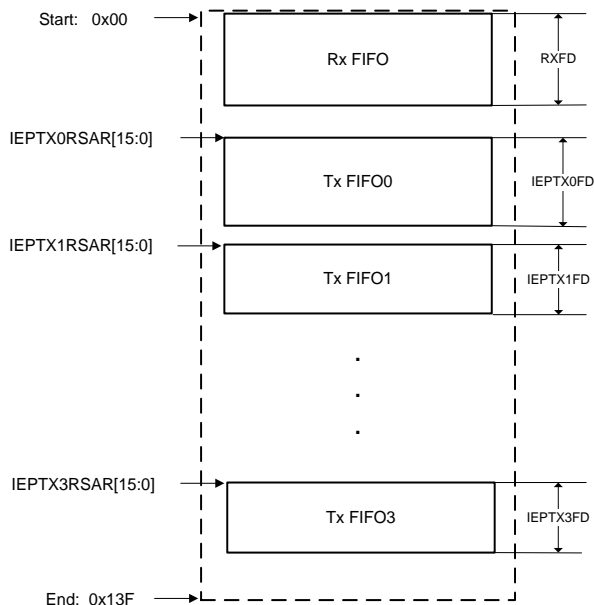 Start: 0x00
Rx FIFO
RXFD
IEPTX0RSAR[15:0]
Tx FIFO0
IEPTX0FD
IEPTX1RSAR[15:0]
Tx FIFO1
IEPTX1FD
.
.
.
IEPTX3RSAR[15:0]
Tx FIFO3
IEPTX3FD
End: 0x13F